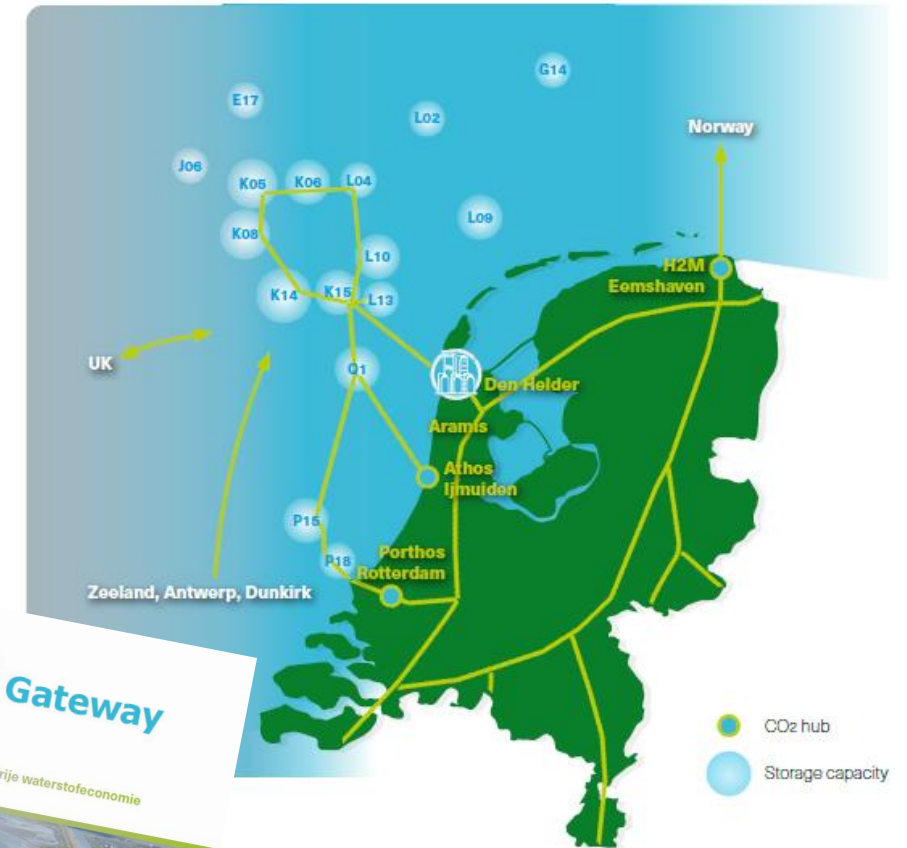 G14
E17
L02
Norway
J06
K05
K06
L04
L09
K08
L10
H2M
Eemshaven
K14
K15
L13
UK
Q1
Den Helder
Aramis
Athos
Ijmuiden
P15
P18
Porthos
Rotterdam
Zeeland, Antwerp, Dunkirk
Gateway
rije waterstofeconomie
CO2 hub
Storage capacity